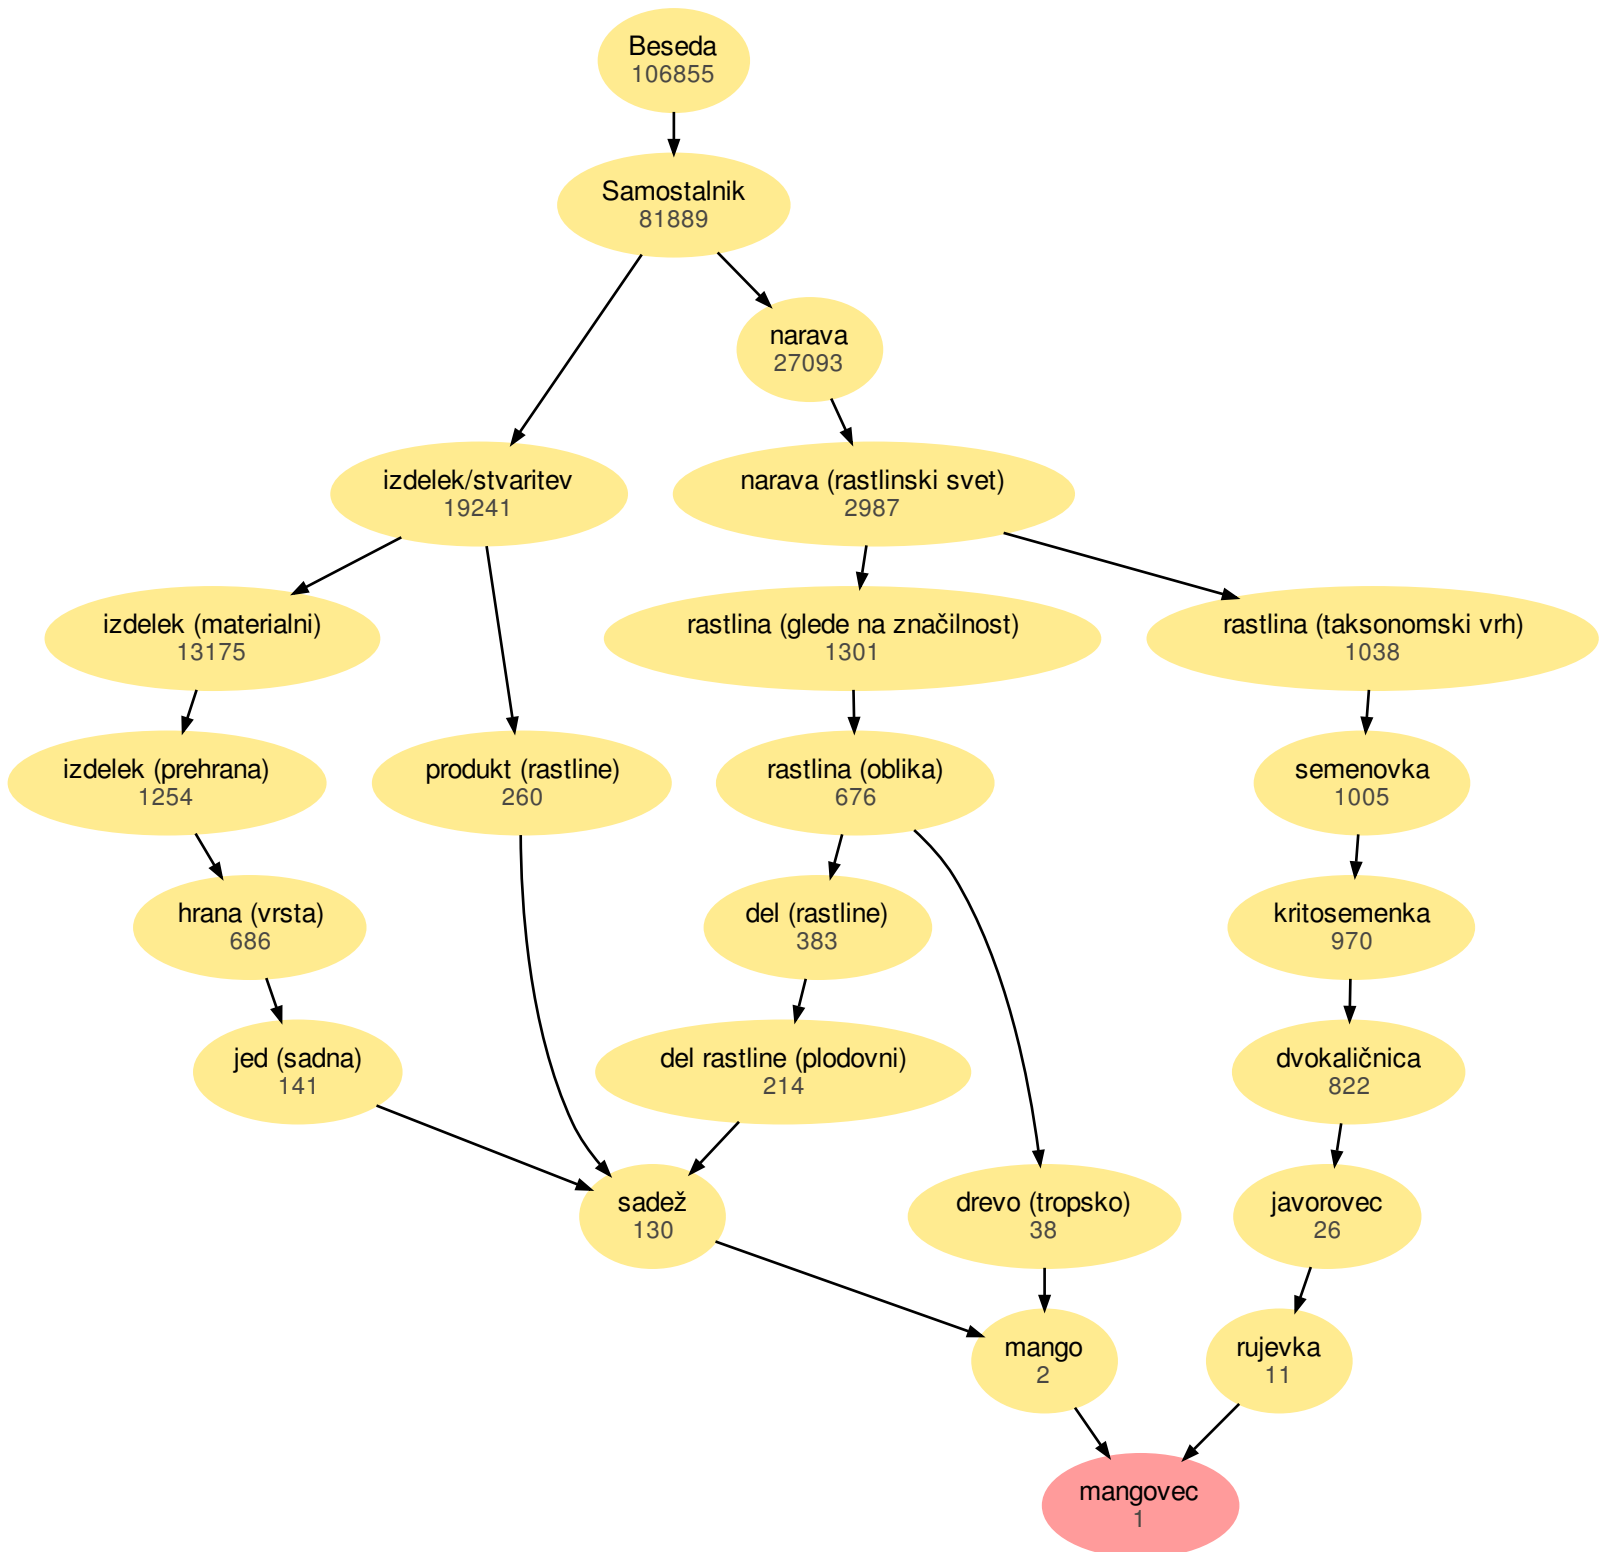 Beseda
106855
Samostalnik
81889
narava
27093
izdelek/stvaritev
19241
narava (rastlinski svet)
2987
izdelek (materialni)
13175
rastlina (glede na značilnost)
1301
rastlina (taksonomski vrh)
1038
izdelek (prehrana)
1254
produkt (rastline)
260
rastlina (oblika)
676
semenovka
1005
hrana (vrsta)
686
del (rastline)
383
kritosemenka
970
jed (sadna)
141
del rastline (plodovni)
214
dvokaličnica
822
sadež
130
drevo (tropsko)
38
javorovec
26
mango
2
rujevka
11
mangovec
1